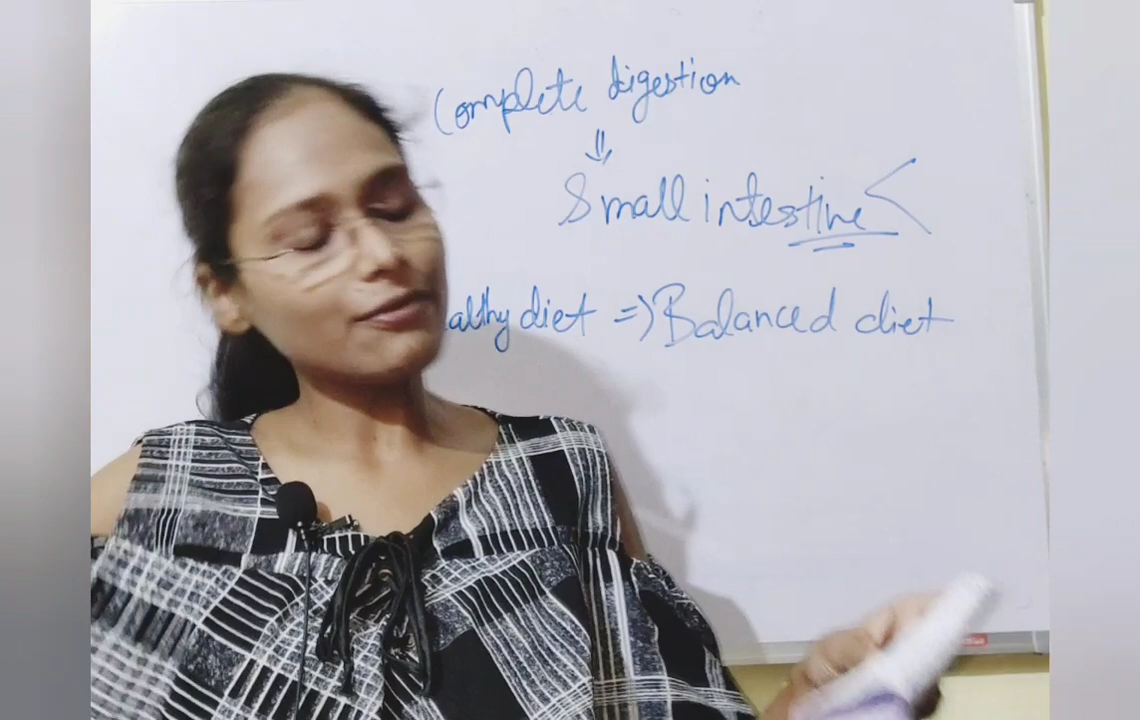 Complete digestion
⇓
Small intestine <
althy diet => Balanced diet